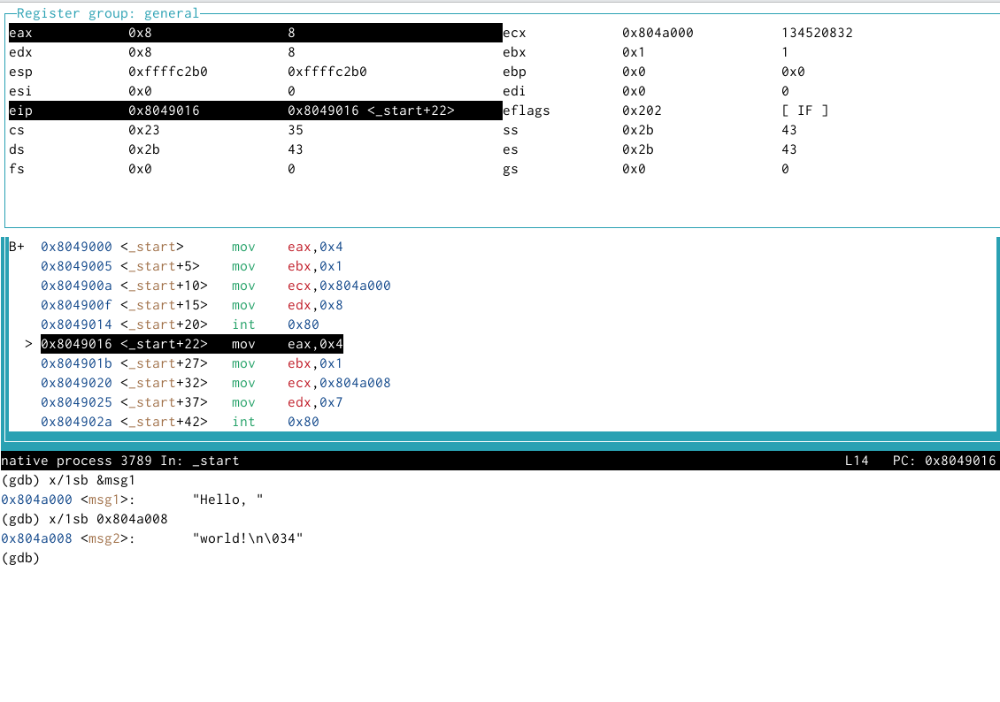 Register group: general
eax 0x8 8 ecx 0x804a000 134520832
edx 0x8 8 ebx 0x1 1
esp 0xffffc2b0 0xffffc2b0 ebp 0x0 0x0
esi 0x0 0 edi 0x0 0
eip 0x8049016 0x8049016 <_start+22> eflags 0x202 [ IF ]
cs 0x23 35 ss 0x2b 43
ds 0x2b 43 es 0x2b 43
fs 0x0 0 gs 0x0 0
B+ 0x8049000 <_start> mov eax,0x4
0x8049005 <_start+5> mov ebx,0x1
0x804900a <_start+10> mov ecx,0x804a000
0x804900f <_start+15> mov edx,0x8
0x8049014 <_start+20> int 0x80
> 0x8049016 <_start+22> mov eax,0x4
0x804901b <_start+27> mov ebx,0x1
0x8049020 <_start+32> mov ecx,0x804a008
0x8049025 <_start+37> mov edx,0x7
0x804902a <_start+42> int 0x80
native process 3789 In: _start L14 PC: 0x8049016
(gdb) x/1sb &msg1
0x804a000 <msg1>: "Hello, "
(gdb) x/1sb 0x804a008
0x804a008 <msg2>: "world!\n\034"
(gdb)